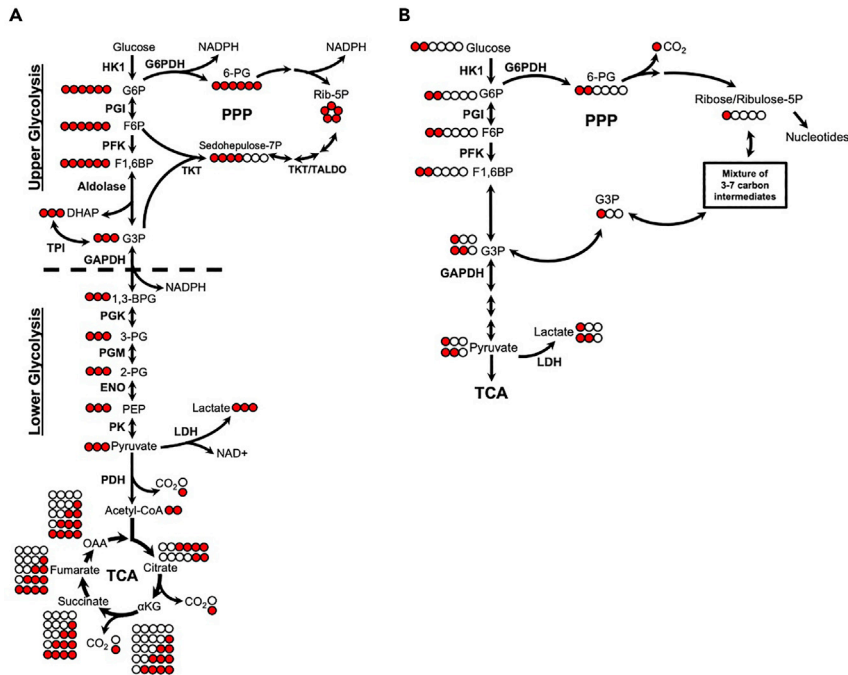 A
Upper Glycolysis
Glucose
HK1
G6PDH
NADPH
NADPH
6-PG
G6P
PGI
PPP
Rib-5P
F6P
PFK
Sedohepulose-7P
F1,6BP
TKT
TKT/TALDO
Aldolase
DHAP
TPI
G3P
GAPDH
NADPH
Lower Glycolysis
1,3-BPG
PGK
3-PG
PGM
2-PG
ENO
PEP
PK
Lactate
LDH
Pyruvate
NAD+
PDH
CO2
Acetyl-CoA
OAA
TCA
Citrate
Fumarate
CO2
Succinate
αKG
CO2
B
Glucose
HK1
G6PDH
CO2
6-PG
G6P
PGI
PPP
Ribose/Ribulose-5P
F6P
Nucleotides
PFK
F1,6BP
Mixture of
3-7 carbon
intermediates
G3P
G3P
GAPDH
Pyruvate
Lactate
LDH
TCA